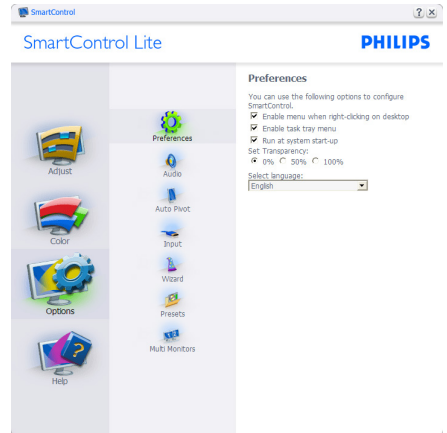 SmartControl
SmartControl Lite
PHILIPS
Adjust
Color
Options
Help
Preferences
Audio
Auto Pivot
Input
Wizard
Presets
Multi Monitors
Preferences
You can use the following options to configure
SmartControl.
Enable menu when right-clicking on desktop
Enable task tray menu
Run at system start-up
Set Transparency:
0% 50% 100%
Select language:
English